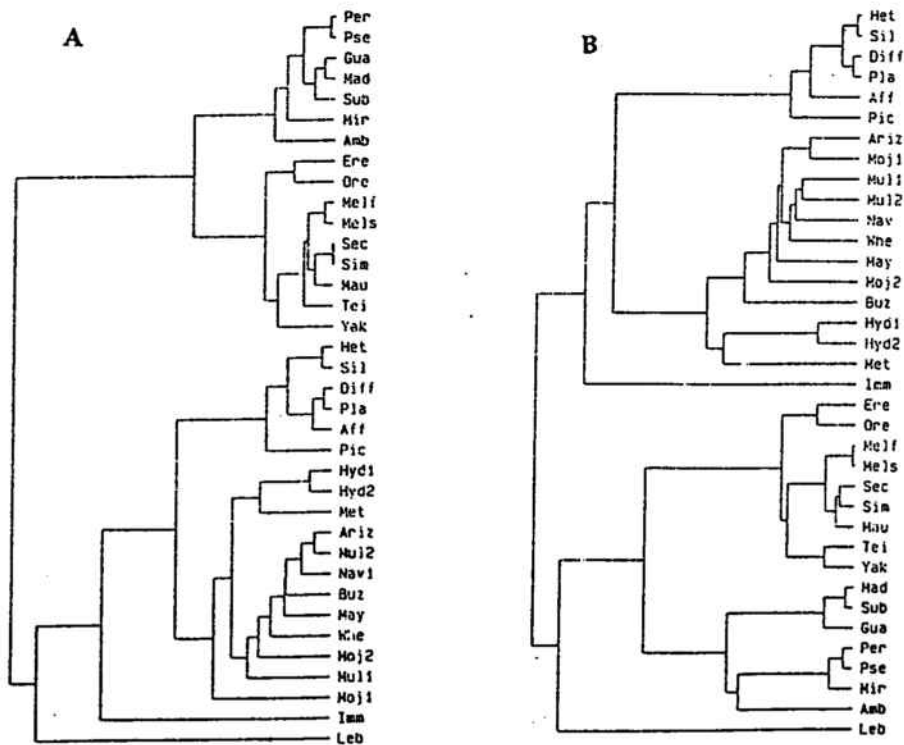 A
Per
Pse
Gua
Mad
Sub
Mir
Amb
Ere
Ore
Melf
Mels
Sec
Sim
Mau
Tei
Yak
Het
Sil
Diff
Pla
Aff
Pic
Hyd1
Hyd2
Met
Ariz
Mul2
Nav1
Buz
May
Whe
Moj2
Mul1
Moj1
Imm
Leb
B
Het
Sil
Diff
Pla
Aff
Pic
Ariz
Moj1
Mul1
Mul2
Nav
Whe
May
Moj2
Buz
Hyd1
Hyd2
Met
Imm
Ere
Ore
Melf
Mels
Sec
Sim
Mau
Tei
Yak
Mad
Sub
Gua
Per
Pse
Mir
Amb
Leb